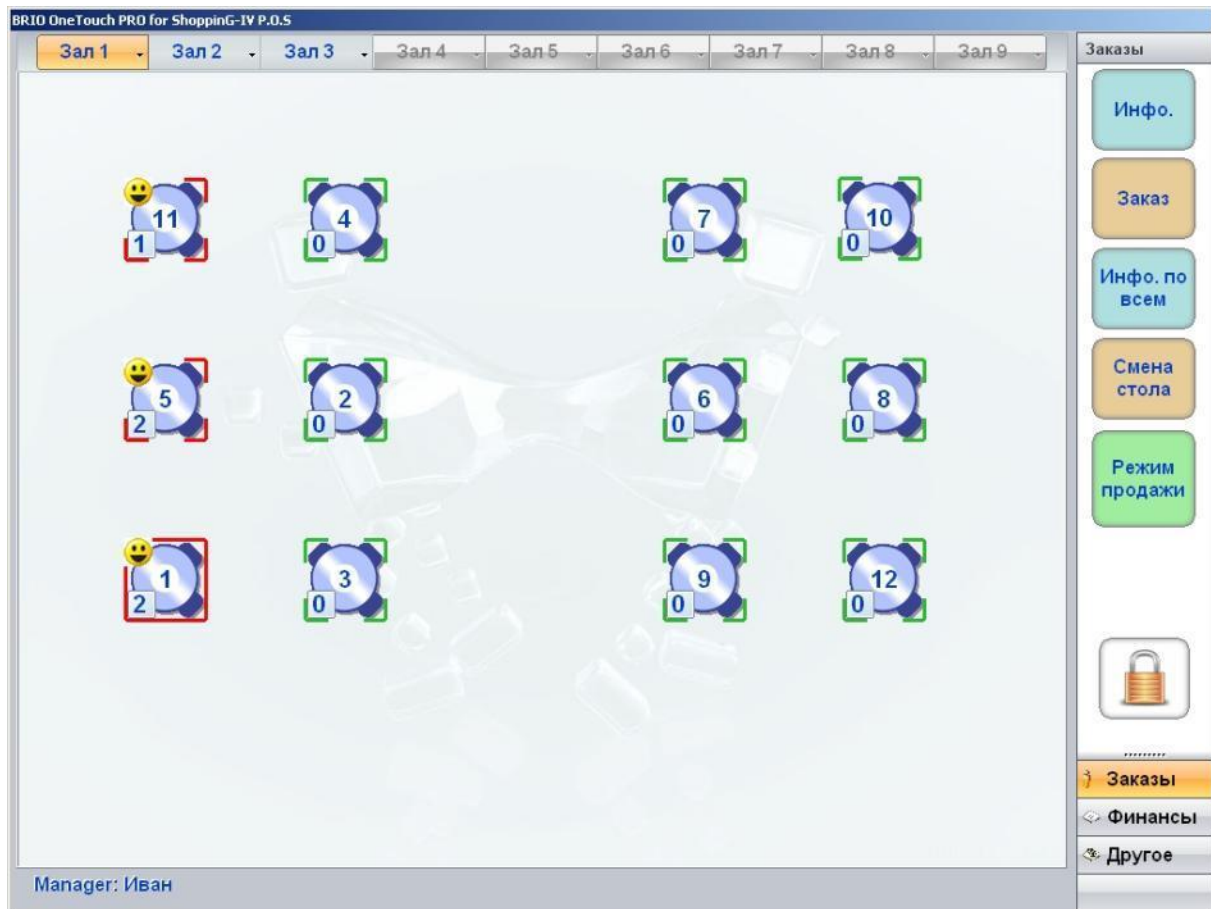 BRIO OneTouch PRO for ShoppinG-IV P.O.S
Зал 1 Зал 2 Зал 3 Зал 4 Зал 5 Зал 6 Зал 7 Зал 8 Зал 9
Заказы
Инфо.
Заказ
Инфо. по
всем
Смена
стола
Режим
продажи
11 4 7 10
1 0 0 0
5 2 6 8
2 0 0 0
1 3 9 12
2 0 0 0
Заказы
Финансы
Другое
Manager: Иван